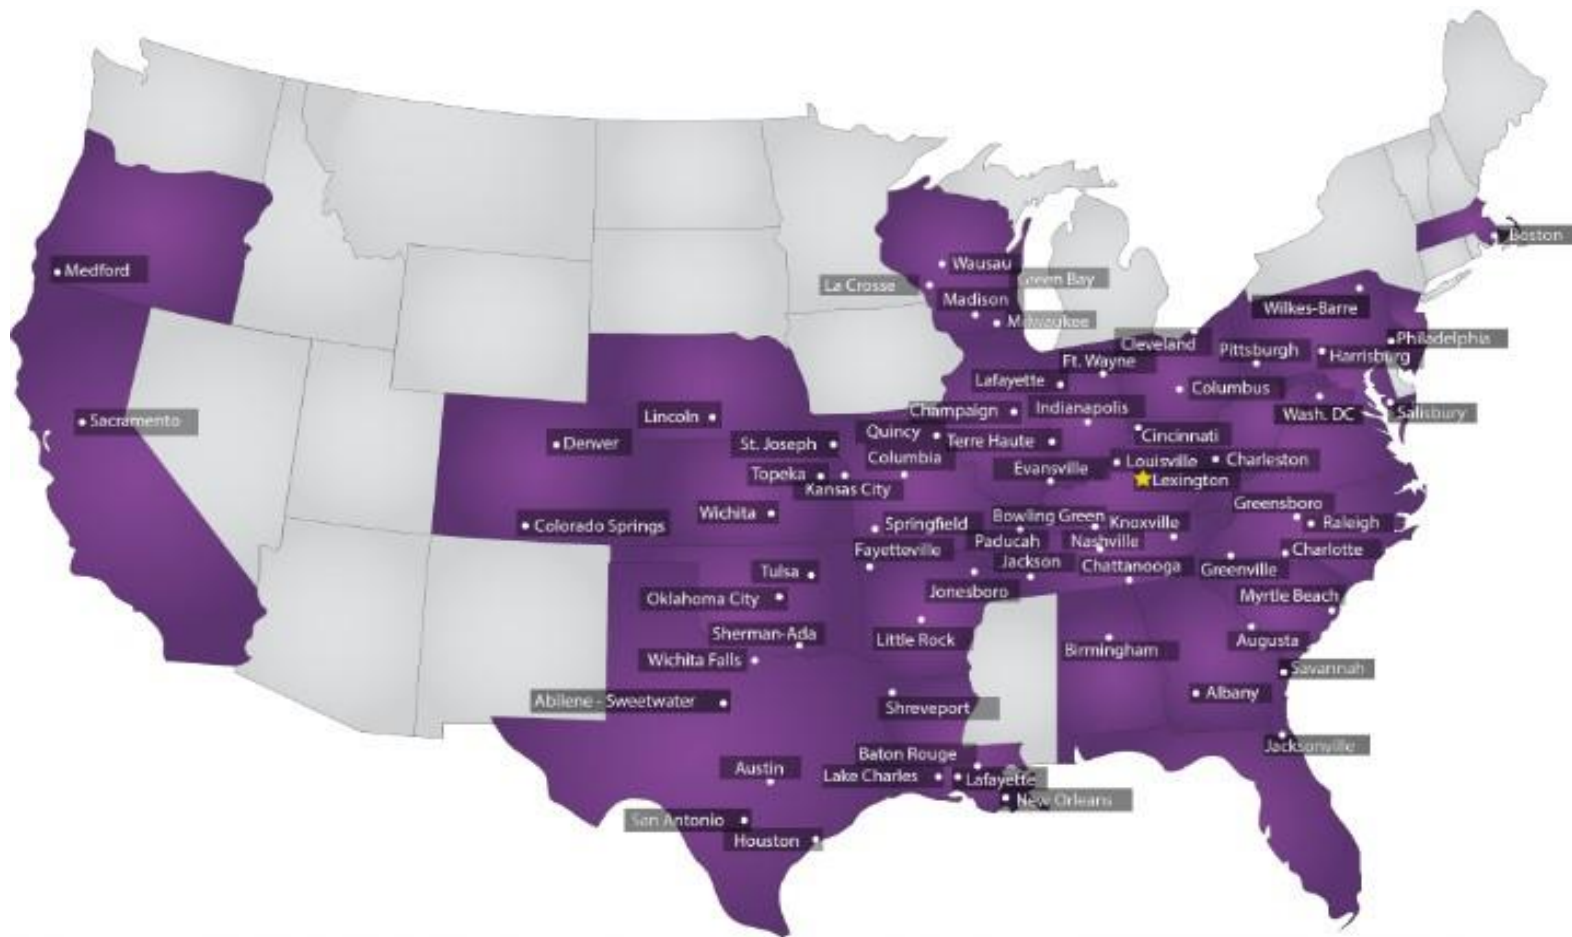 Boston
Medford
Wausau
La Crosse
Green Bay
Madison
Milwaukee
Wilkes-Barre
Cleveland
Philadelphia
Pittsburgh
Harrisburg
Ft. Wayne
Lafayette
Columbus
Champaign
Indianapolis
Wash. DC
Salisbury
Sacramento
Lincoln
Denver
St. Joseph
Quincy
Terre Haute
Cincinnati
Columbia
Evansville
Louisville
Charleston
Topeka
Kansas City
Lexington
Wichita
Colorado Springs
Springfield
Bowling Green
Knoxville
Greensboro
Raleigh
Fayetteville
Paducah
Nashville
Charlotte
Tulsa
Jackson
Chattanooga
Greenville
Oklahoma City
Jonesboro
Myrtle Beach
Sherman-Ada
Little Rock
Birmingham
Augusta
Wichita Falls
Savannah
Abilene - Sweetwater
Albany
Shreveport
Jacksonville
Baton Rouge
Austin
Lake Charles
Lafayette
New Orleans
San Antonio
Houston